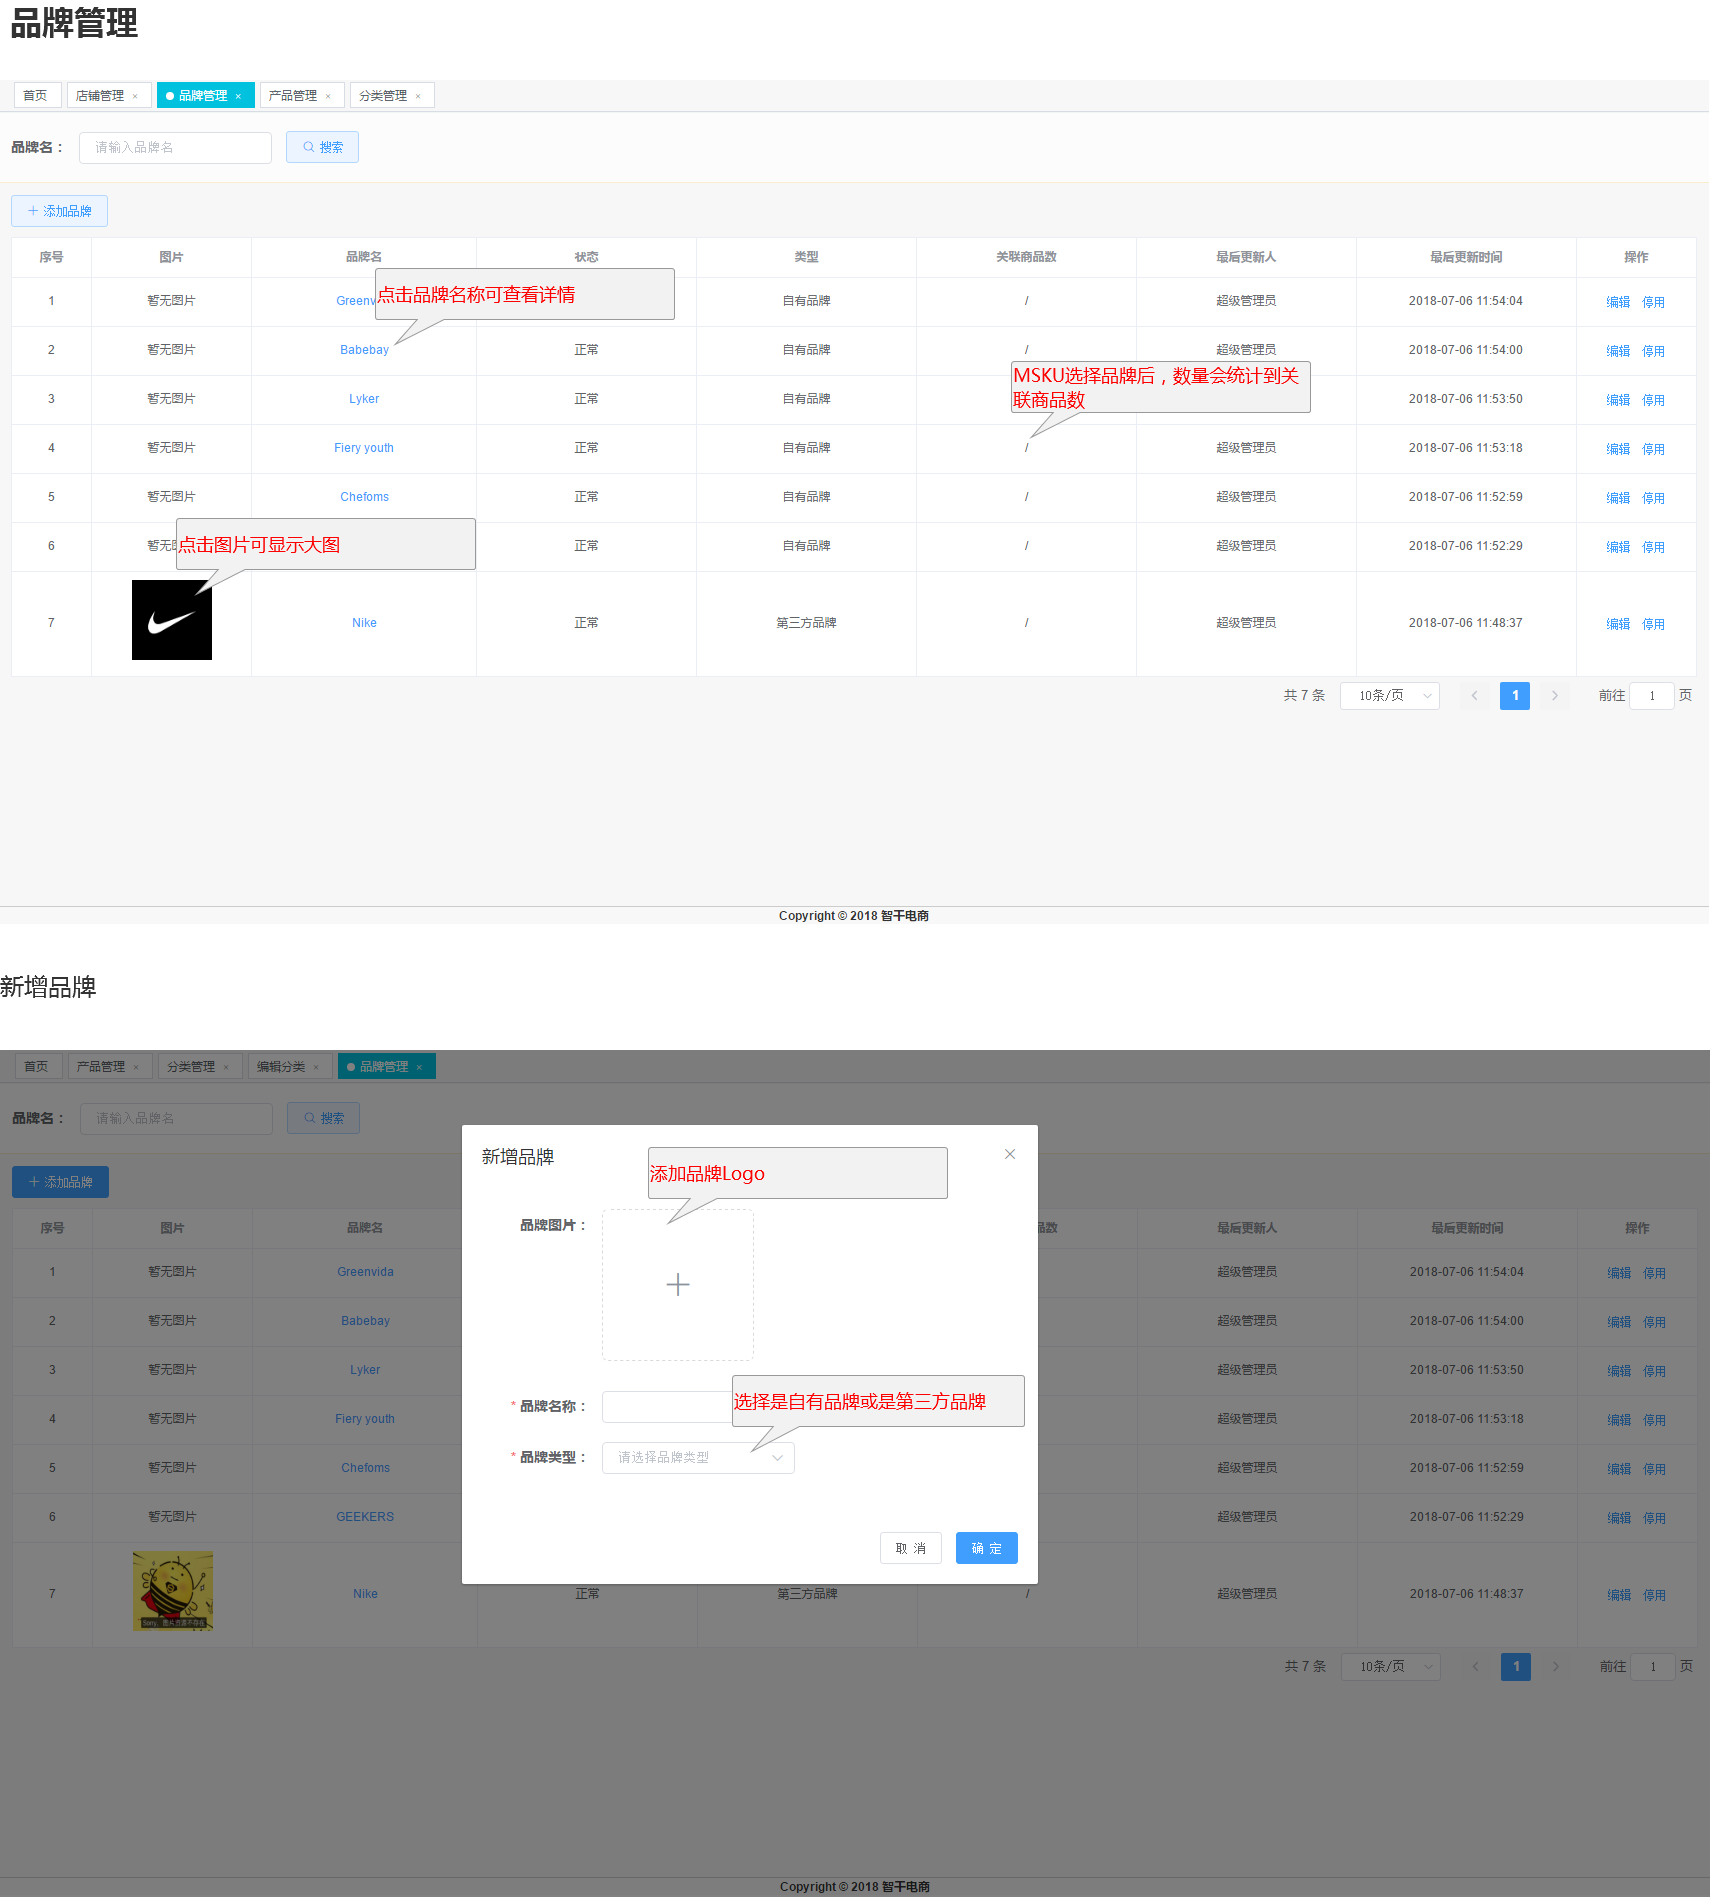 品牌管理
首页 店铺管理 × 品牌管理 × 产品管理 × 分类管理 ×
品牌名： 请输入品牌名 搜索
+ 添加品牌
序号 图片 品牌名 状态 类型 关联商品数 最后更新人 最后更新时间 操作
点击品牌名称可查看详情
1 暂无图片 自有品牌 / 超级管理员 2018-07-06 11:54:04 编辑 停用
2 暂无图片 Babebay 正常 自有品牌 / 超级管理员 2018-07-06 11:54:00 编辑 停用
MSKU选择品牌后，数量会统计到关
联商品数
3 暂无图片 Lyker 正常 自有品牌 2018-07-06 11:53:50 编辑 停用
4 暂无图片 Fiery youth 正常 自有品牌 / 超级管理员 2018-07-06 11:53:18 编辑 停用
5 暂无图片 Chefoms 正常 自有品牌 / 超级管理员 2018-07-06 11:52:59 编辑 停用
点击图片可显示大图
6 暂无 正常 自有品牌 / 超级管理员 2018-07-06 11:52:29 编辑 停用
7 Nike 正常 第三方品牌 / 超级管理员 2018-07-06 11:48:37 编辑 停用
共 7 条 10条/页 1 前往 1 页
Copyright © 2018 智干电商
新增品牌
首页 产品管理 × 分类管理 × 编辑分类 × 品牌管理 ×
品牌名： 请输入品牌名 搜索
+ 添加品牌
序号 图片 品牌名 品数 最后更新人 最后更新时间 操作
1 暂无图片 Greenvida 超级管理员 2018-07-06 11:54:04 编辑 停用
2 暂无图片 Babebay 超级管理员 2018-07-06 11:54:00 编辑 停用
3 暂无图片 Lyker 超级管理员 2018-07-06 11:53:50 编辑 停用
4 暂无图片 Fiery youth 超级管理员 2018-07-06 11:53:18 编辑 停用
5 暂无图片 Chefoms 超级管理员 2018-07-06 11:52:59 编辑 停用
6 暂无图片 GEEKERS 超级管理员 2018-07-06 11:52:29 编辑 停用
7 Nike 正常 第三方品牌 / 超级管理员 2018-07-06 11:48:37 编辑 停用
新增品牌
添加品牌Logo
品牌图片：
* 品牌名称：
选择是自有品牌或是第三方品牌
* 品牌类型： 请选择品牌类型
取 消 确 定
共 7 条 10条/页 1 前往 1 页
Copyright © 2018 智干电商